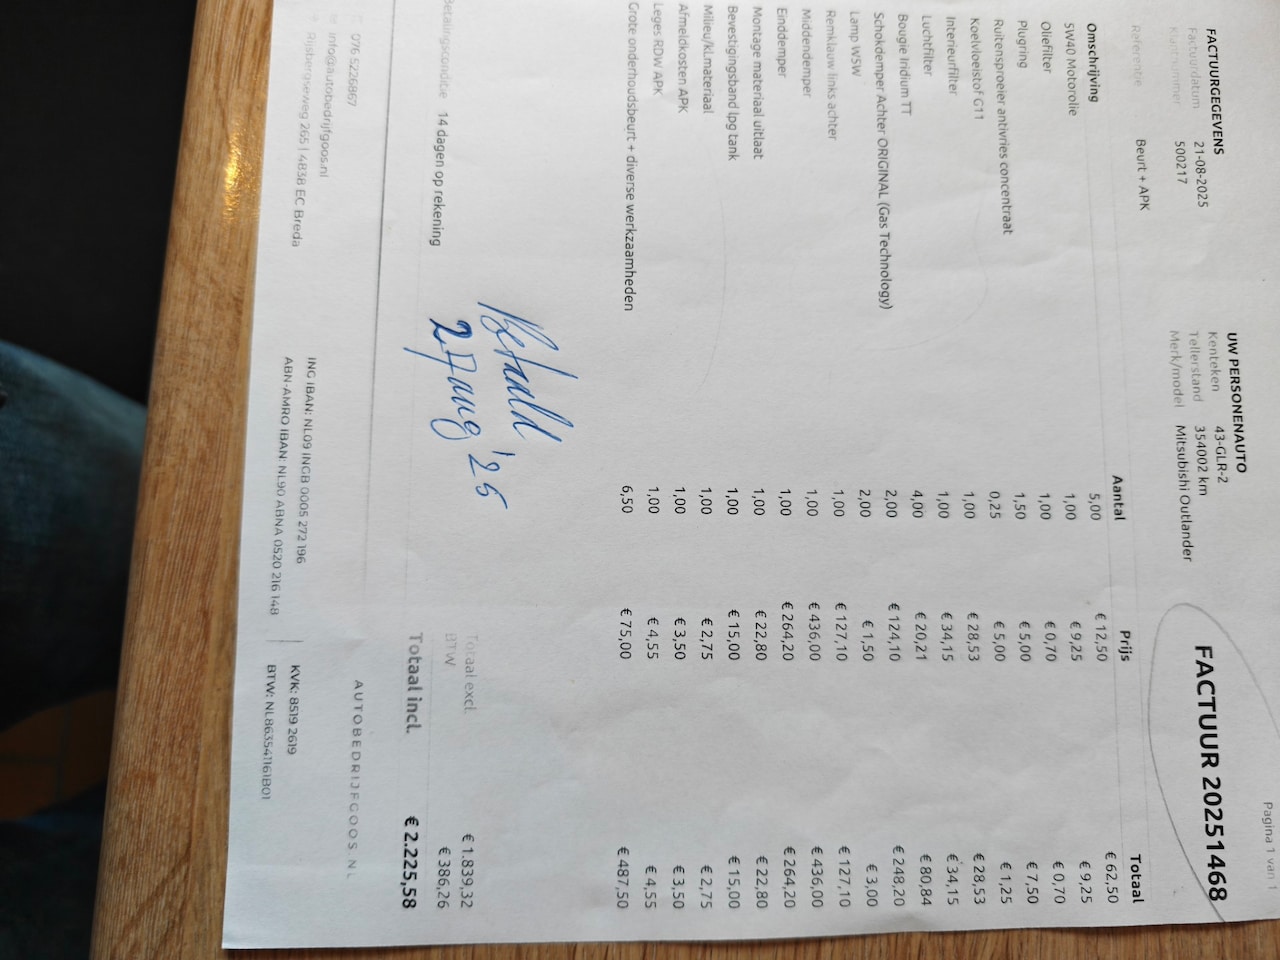 Pagina 1 van 1
FACTUURGEGEVENS UW PERSONENAUTO FACTUUR 20251468
Factuurdatum 21-08-2025 Kenteken 43-GLR-2
Klantnummer 500217 Tellerstand 354002 km
Merk/model Mitsubishi Outlander
Referentie Beurt + APK
Omschrijving Aantal Prijs Totaal
5W40 Motorolie 5,00 € 12,50 € 62,50
Oliefilter 1,00 € 9,25 € 9,25
Plugring 1,00 € 0,70 € 0,70
Ruitensproeier antivries concentraat 1,50 € 5,00 € 7,50
Koelvloeistof G11 0,25 € 5,00 € 1,25
Interieurfilter 1,00 € 28,53 € 28,53
Luchtfilter 1,00 € 34,15 € 34,15
Bougie Iridium TT 4,00 € 20,21 € 80,84
Schokdemper Achter ORIGINAL (Gas Technology) 2,00 € 124,10 € 248,20
Lamp W5W 2,00 € 1,50 € 3,00
Remklauw links achter 1,00 € 127,10 € 127,10
Middendemper 1,00 € 436,00 € 436,00
Einddemper 1,00 € 264,20 € 264,20
Montage materiaal uitlaat 1,00 € 22,80 € 22,80
Bevestigingsband lpg tank 1,00 € 15,00 € 15,00
Milieu/KLmateriaal 1,00 € 2,75 € 2,75
Afmeldkosten APK 1,00 € 3,50 € 3,50
Leges RDW APK 1,00 € 4,55 € 4,55
Grote onderhoudsbeurt + diverse werkzaamheden 6,50 € 75,00 € 487,50
Betaald
27 aug '25
Totaal excl. € 1.839,32
Betalingsconditie 14 dagen op rekening BTW € 386,26
Totaal incl. € 2.225,58
AUTOBEDRIJFGOOS.NL
076 5226867
info@autobedrijfgoos.nl ING IBAN: NL09 INGB 0005 272 196 KVK: 8519 2619
Rijsbergseweg 265 | 4838 EC Breda ABN-AMRO IBAN: NL90 ABNA 0520 216 148 BTW: NL863541161B01